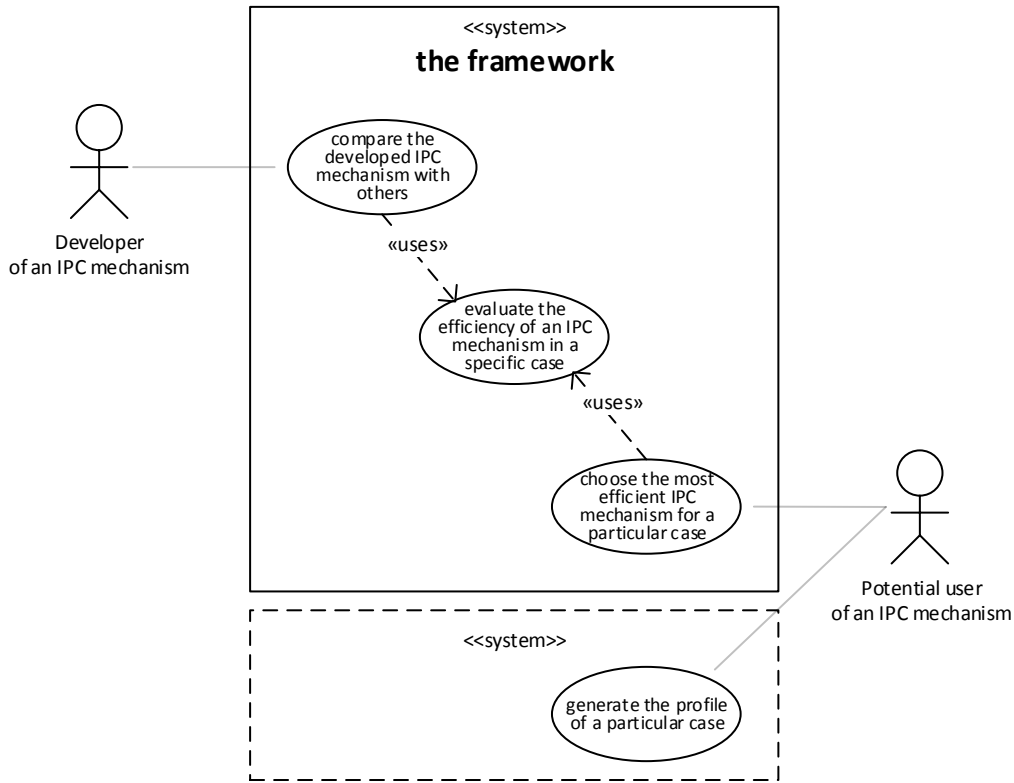 <<system>>
the framework
compare the
developed IPC
mechanism with
others
Developer
of an IPC mechanism
«uses»
evaluate the
efficiency of an IPC
mechanism in a
specific case
«uses»
choose the most
efficient IPC
mechanism for a
particular case
Potential user
of an IPC mechanism
<<system>>
generate the profile
of a particular case